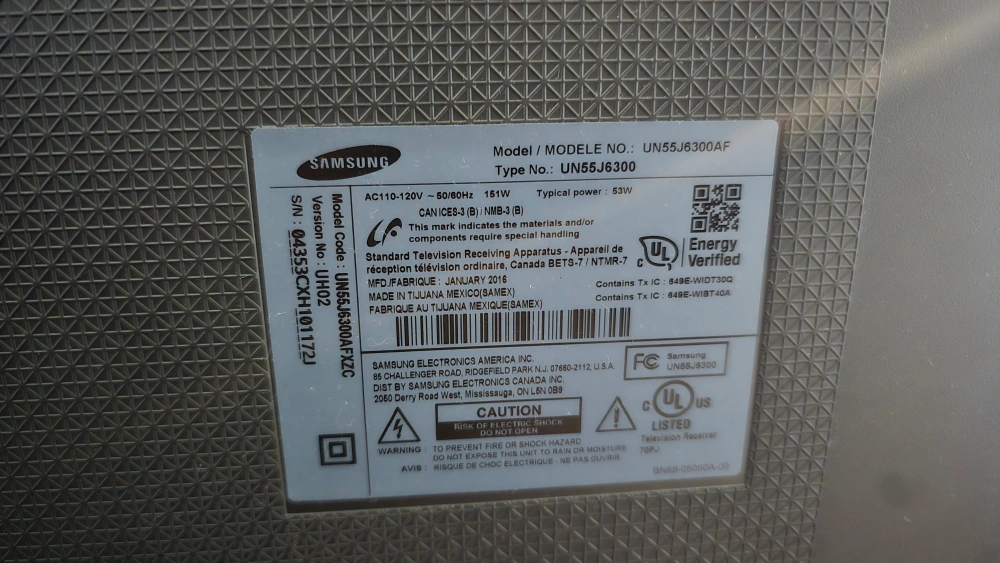 SAMSUNG
Model / MODELE NO.: UN55J6300AF
Type No.: UN55J6300
AC110-120V ~ 50/60Hz 151W Typical power : 53W
CAN ICES-3 (B) / NMB-3 (B)
This mark indicates the materials and/or
components require special handling
Standard Television Receiving Apparatus - Appareil de
réception télévision ordinaire, Canada BETS-7 / NTMR-7
C UL
Energy
Verified
MFD./FABRIQUE : JANUARY 2016
MADE IN TIJUANA MEXICO(SAMEX)
FABRIQUE AU TIJUANA MEXIQUE(SAMEX)
Contains Tx IC : 649E-WIDT30Q
Contains Tx IC : 649E-WIBT40A
Model Code : UN55J6300AFXZC
Version No : UH02
S/N : 04353CXH101172J
SAMSUNG ELECTRONICS AMERICA INC.
85 CHALLENGER ROAD, RIDGEFIELD PARK N.J. 07660-2112, U.S.A.
DIST BY SAMSUNG ELECTRONICS CANADA INC.
2050 Derry Road West, Mississauga, ON L5N 0B9
FC Samsung
UN55J6300
CAUTION
RISK OF ELECTRIC SHOCK
DO NOT OPEN
WARNING : TO PREVENT FIRE OR SHOCK HAZARD
DO NOT EXPOSE THIS UNIT TO RAIN OR MOISTURE
AVIS : RISQUE DE CHOC ELECTRIQUE - NE PAS OUVRIR.
C UL US
LISTED
Television Receiver
70PJ